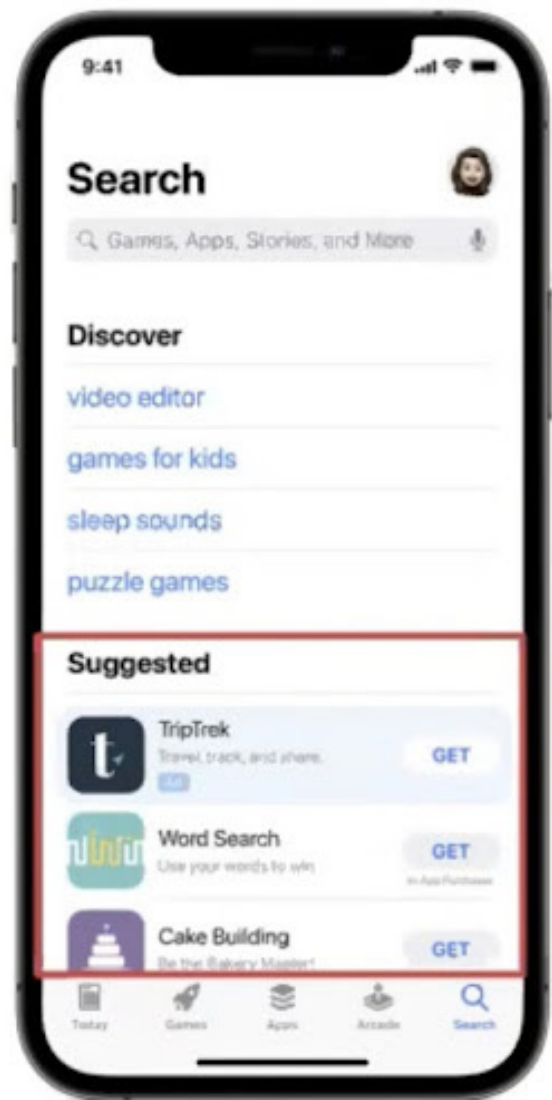 9:41
Search
Games, Apps, Stories, and More
Discover
video editor
games for kids
sleep sounds
puzzle games
Suggested
t
TripTrek
Travel, track, and share.
Ad
GET
Word Search
Use your words to win
GET
In-App Purchases
Cake Building
Be the Bakery Master!
GET
Today
Games
Apps
Arcade
Search